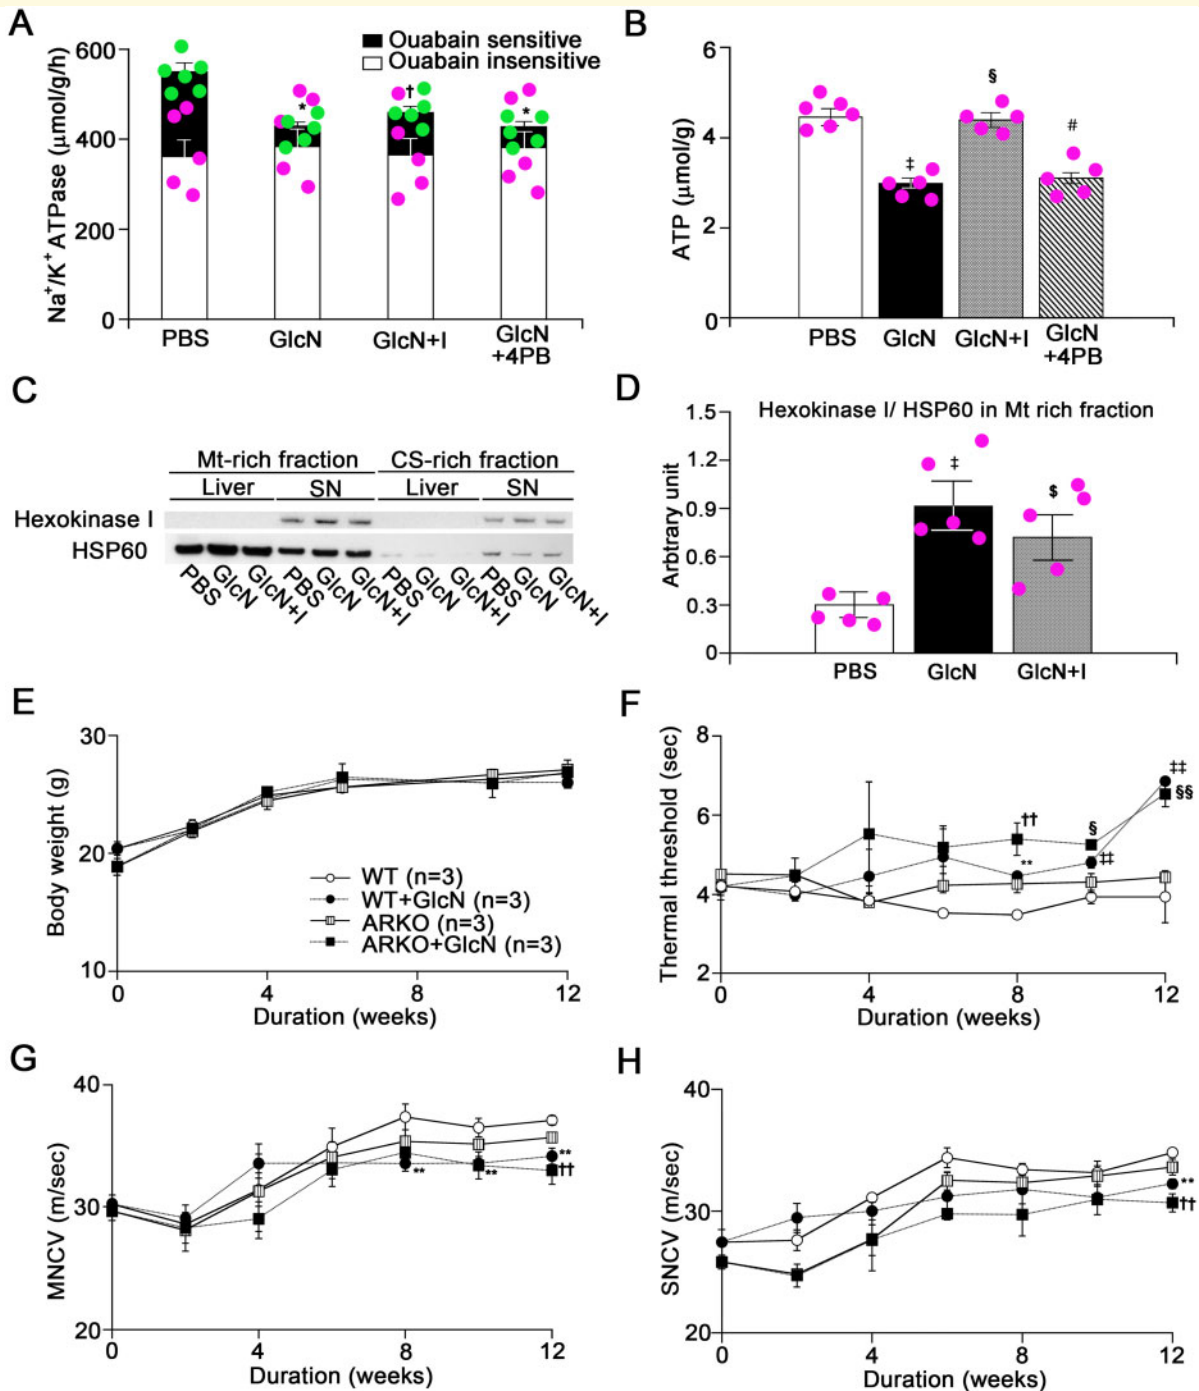 A
Na+/K+ ATPase (μmol/g/h)
600
400
200
0
Ouabain sensitive
Ouabain insensitive
*
†
*
PBS
GlcN
GlcN+I
GlcN
+4PB
B
ATP (μmol/g)
6
4
2
0
‡
§
#
PBS
GlcN
GlcN+I
GlcN
+4PB
C
Mt-rich fraction CS-rich fraction
Liver SN Liver SN
Hexokinase I
HSP60
PBS GlcN GlcN+I PBS GlcN GlcN+I PBS GlcN GlcN+I PBS GlcN GlcN+I
D
Hexokinase I/ HSP60 in Mt rich fraction
Arbtrary unit
1.5
1.2
0.9
0.6
0.3
0
‡
$
PBS GlcN GlcN+I
E
Body weight (g)
30
20
10
WT (n=3)
WT+GlcN (n=3)
ARKO (n=3)
ARKO+GlcN (n=3)
0 4 8 12
Duration (weeks)
F
Thermal threshold (sec)
8
6
4
2
††
**
§
‡‡
‡‡
§§
0 4 8 12
Duration (weeks)
G
MNCV (m/sec)
40
30
20
**
**
**
††
0 4 8 12
Duration (weeks)
H
SNCV (m/sec)
40
30
20
**
††
0 4 8 12
Duration (weeks)